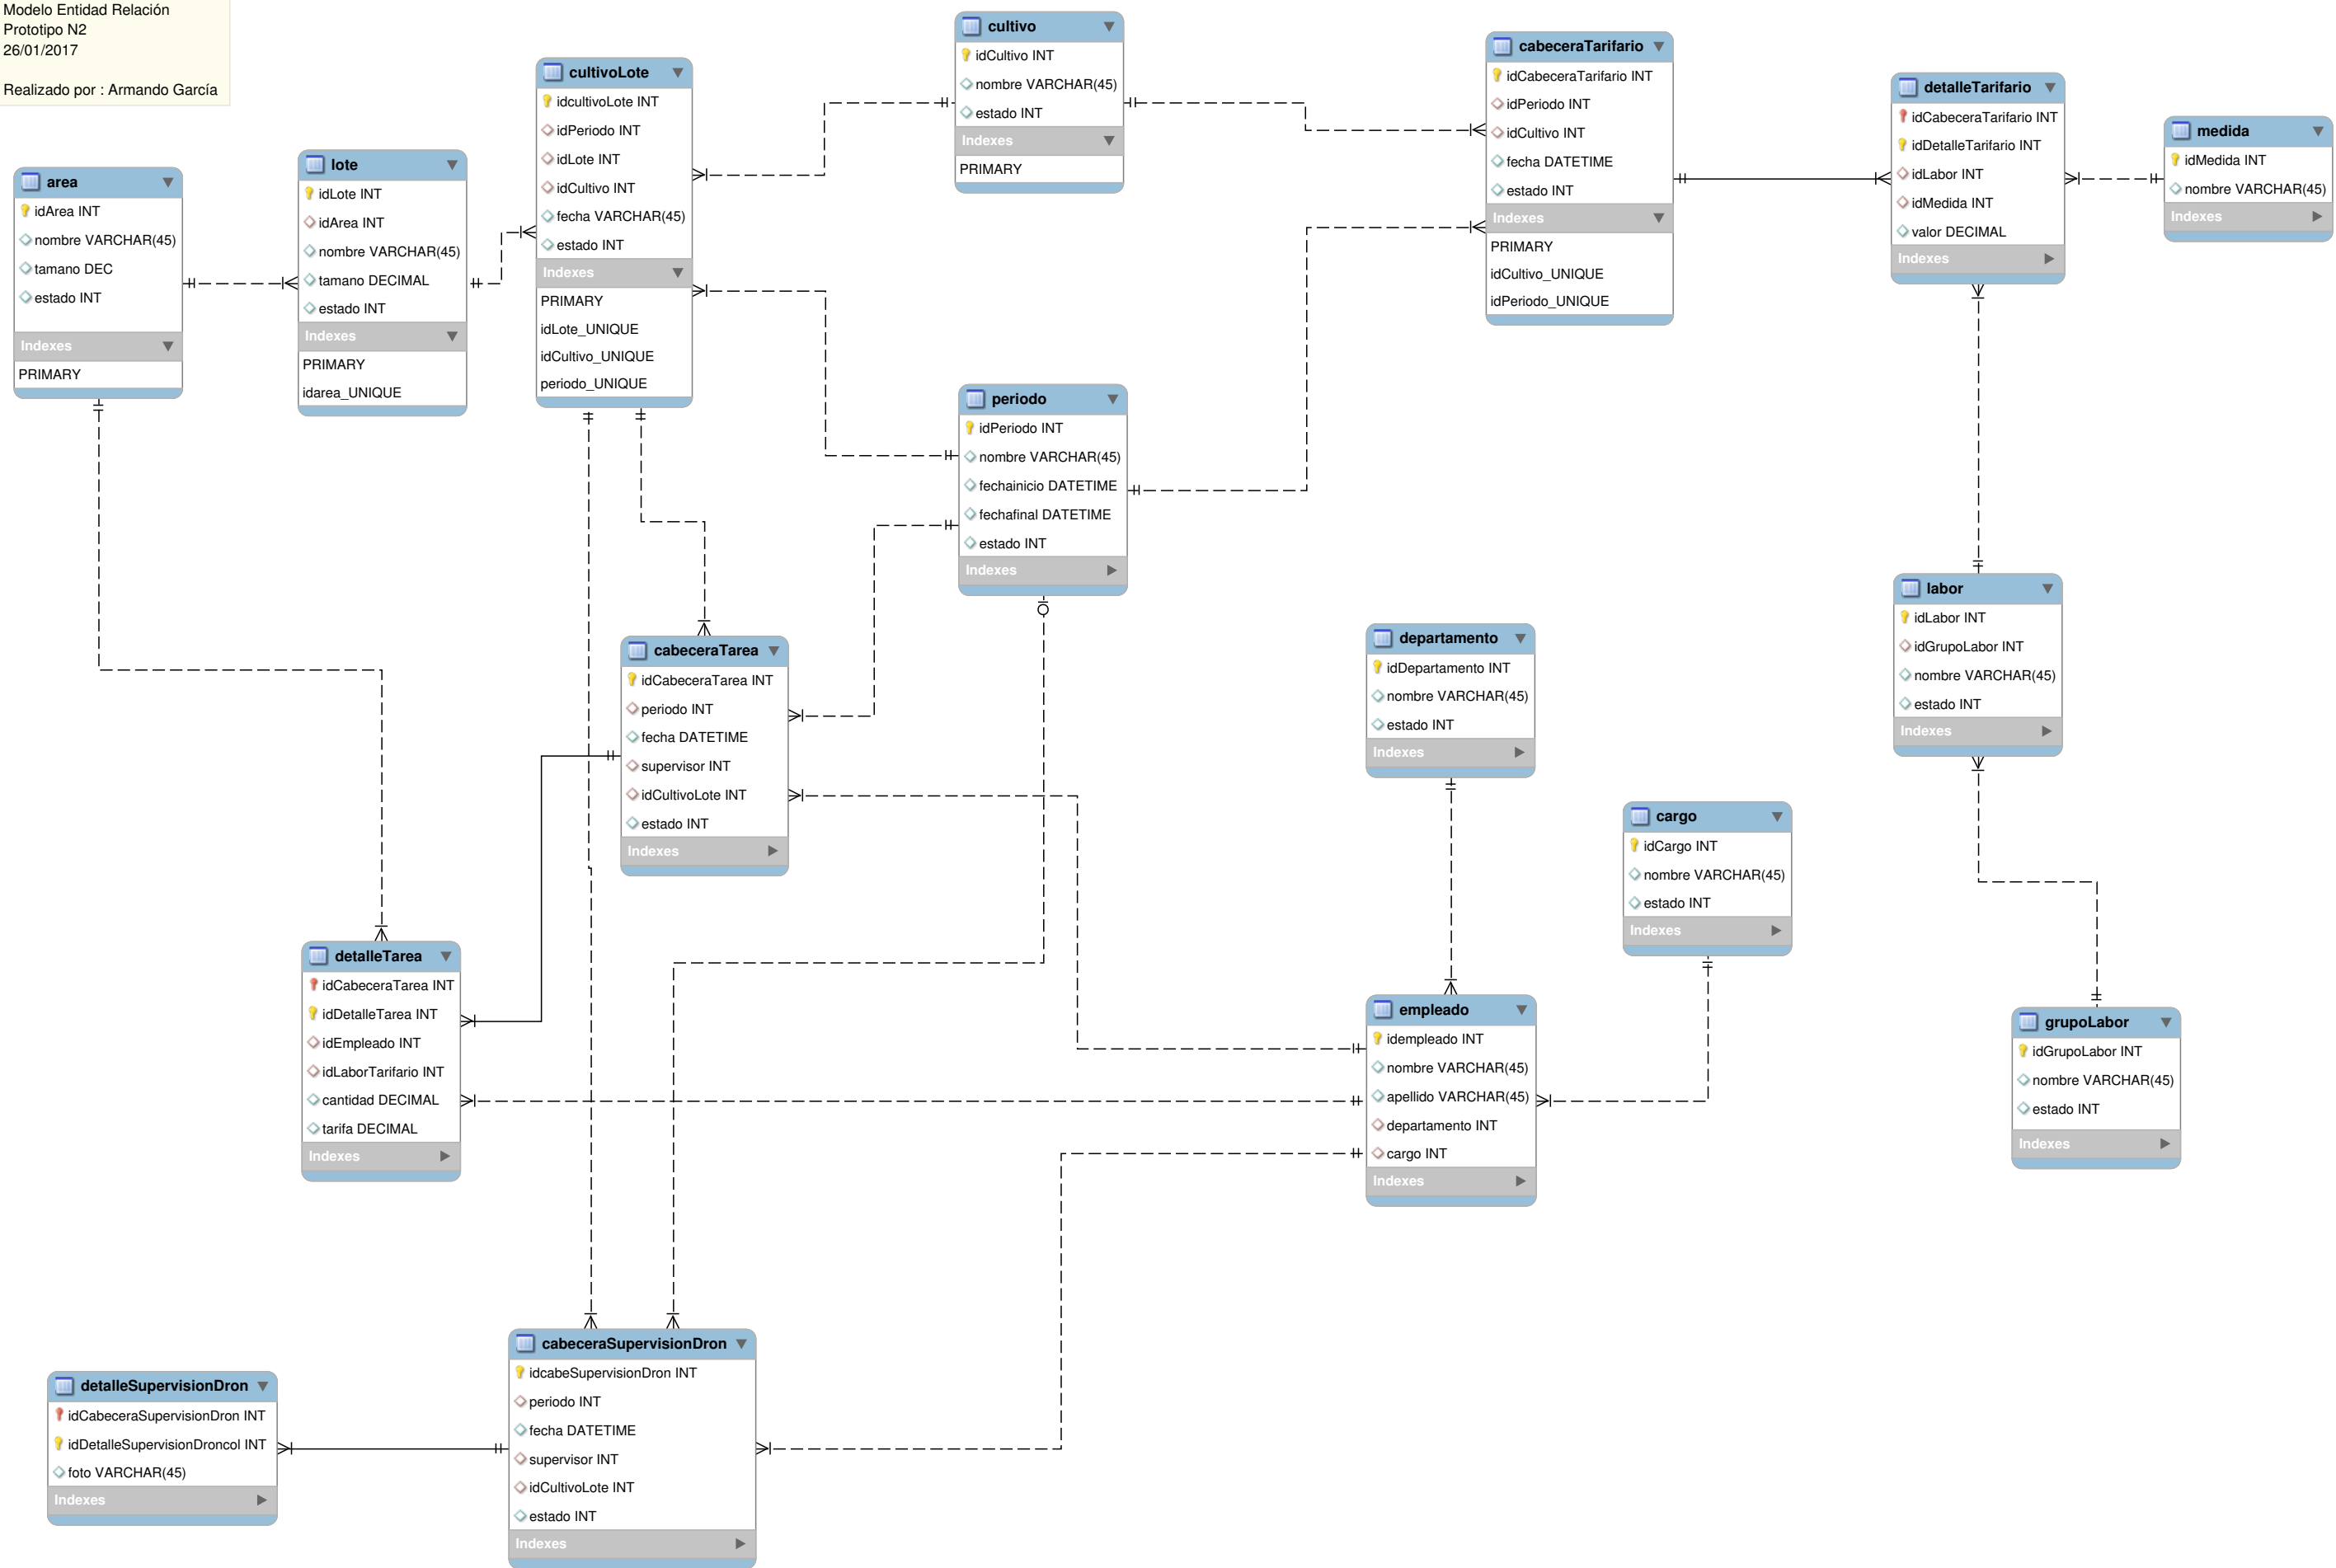 Modelo Entidad Relación
Prototipo N2
26/01/2017
Realizado por : Armando García
cultivo
idCultivo INT
nombre VARCHAR(45)
estado INT
Indexes
PRIMARY
cabeceraTarifario
idCabeceraTarifario INT
idPeriodo INT
idCultivo INT
fecha DATETIME
estado INT
Indexes
PRIMARY
idCultivo_UNIQUE
idPeriodo_UNIQUE
cultivoLote
idcultivoLote INT
idPeriodo INT
idLote INT
idCultivo INT
fecha VARCHAR(45)
estado INT
Indexes
PRIMARY
idLote_UNIQUE
idCultivo_UNIQUE
periodo_UNIQUE
detalleTarifario
idCabeceraTarifario INT
idDetalleTarifario INT
idLabor INT
idMedida INT
valor DECIMAL
Indexes
medida
idMedida INT
nombre VARCHAR(45)
Indexes
lote
idLote INT
idArea INT
nombre VARCHAR(45)
tamano DECIMAL
estado INT
Indexes
PRIMARY
idarea_UNIQUE
area
idArea INT
nombre VARCHAR(45)
tamano DEC
estado INT
Indexes
PRIMARY
periodo
idPeriodo INT
nombre VARCHAR(45)
fechainicio DATETIME
fechafinal DATETIME
estado INT
Indexes
labor
idLabor INT
idGrupoLabor INT
nombre VARCHAR(45)
estado INT
Indexes
departamento
idDepartamento INT
nombre VARCHAR(45)
estado INT
Indexes
cabeceraTarea
idCabeceraTarea INT
periodo INT
fecha DATETIME
supervisor INT
idCultivoLote INT
estado INT
Indexes
cargo
idCargo INT
nombre VARCHAR(45)
estado INT
Indexes
detalleTarea
idCabeceraTarea INT
idDetalleTarea INT
idEmpleado INT
idLaborTarifario INT
cantidad DECIMAL
tarifa DECIMAL
Indexes
empleado
idempleado INT
nombre VARCHAR(45)
apellido VARCHAR(45)
departamento INT
cargo INT
Indexes
grupoLabor
idGrupoLabor INT
nombre VARCHAR(45)
estado INT
Indexes
cabeceraSupervisionDron
idcabeSupervisionDron INT
periodo INT
fecha DATETIME
supervisor INT
idCultivoLote INT
estado INT
Indexes
detalleSupervisionDron
idCabeceraSupervisionDron INT
idDetalleSupervisionDroncol INT
foto VARCHAR(45)
Indexes